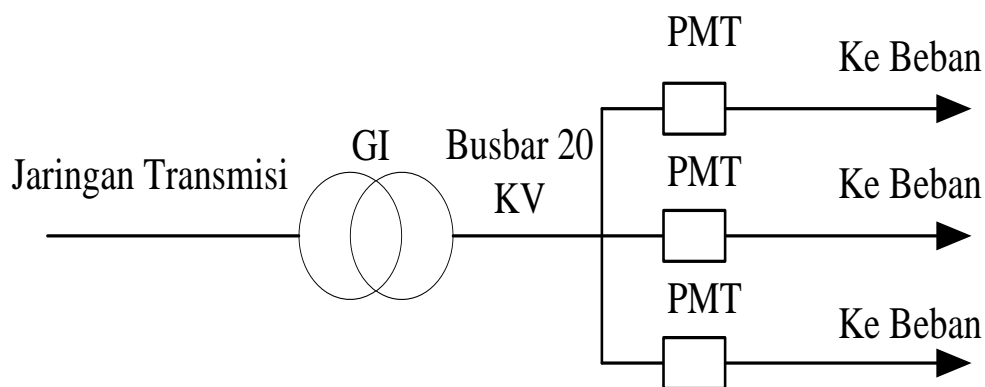 PMT
Ke Beban
GI
Busbar 20
KV
Jaringan Transmisi
PMT
Ke Beban
PMT
Ke Beban